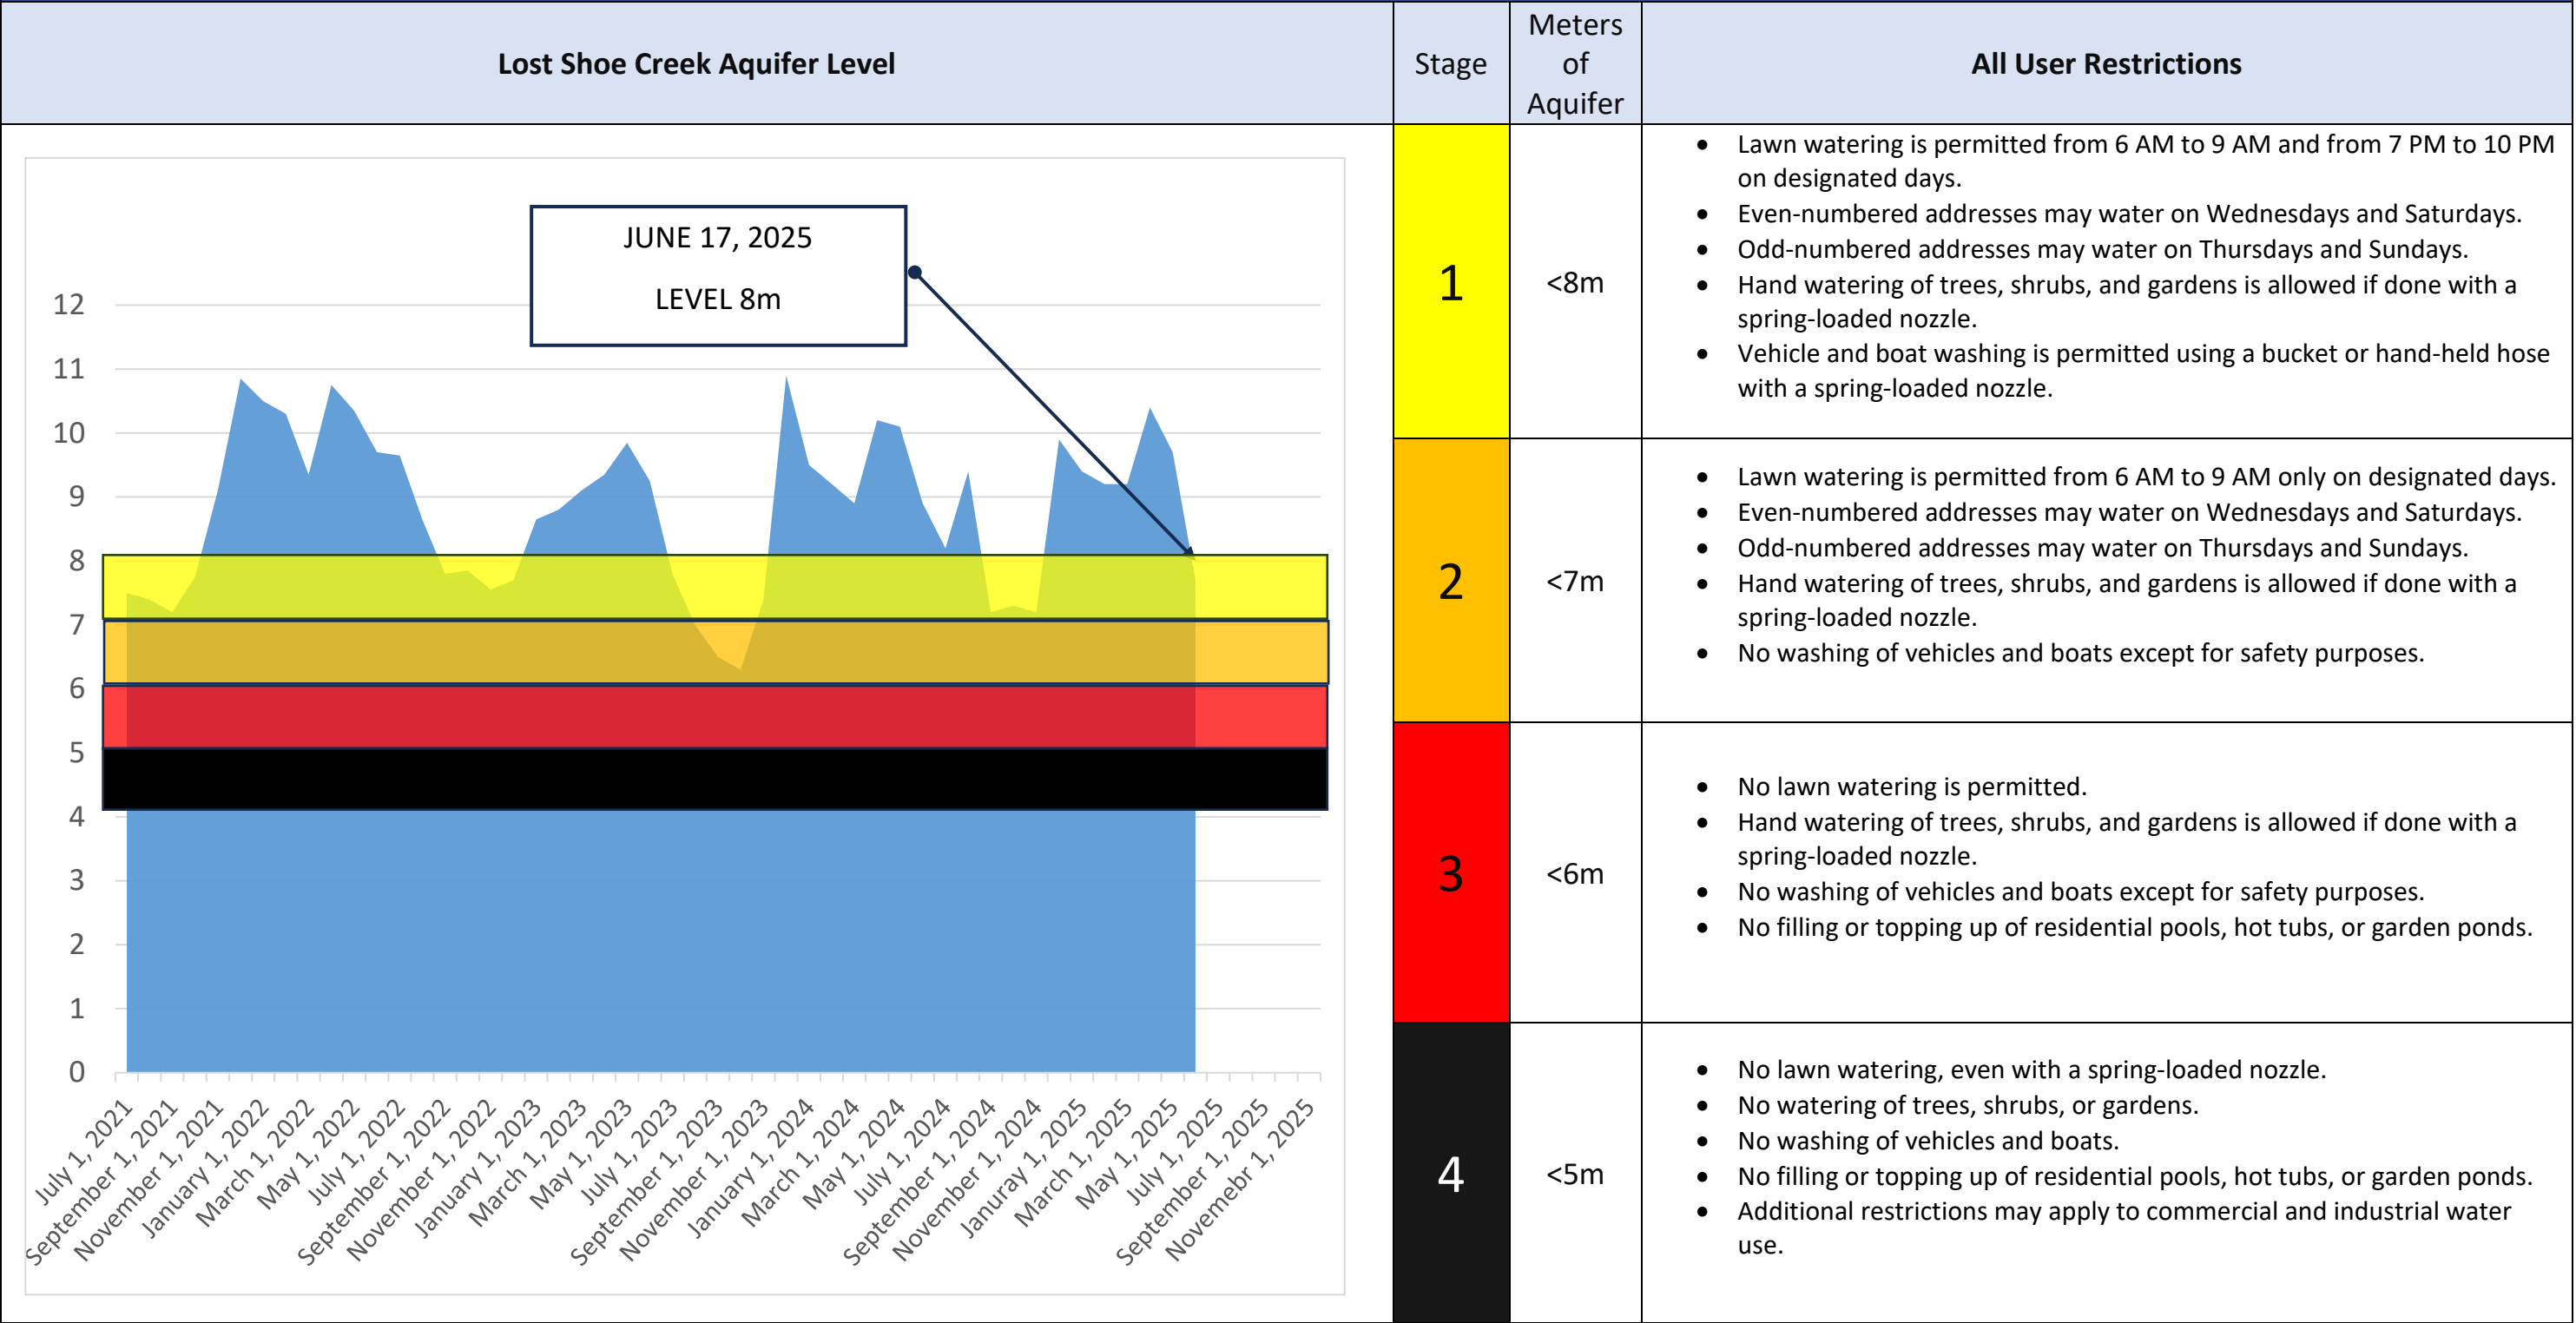 Lost Shoe Creek Aquifer Level
Stage
Meters
of
Aquifer
All User Restrictions
JUNE 17, 2025
LEVEL 8m
12
11
10
9
8
7
6
5
4
3
2
1
0
July 1, 2021
September 1, 2021
November 1, 2021
January 1, 2022
March 1, 2022
May 1, 2022
July 1, 2022
September 1, 2022
November 1, 2022
January 1, 2023
March 1, 2023
May 1, 2023
July 1, 2023
September 1, 2023
November 1, 2023
January 1, 2024
March 1, 2024
May 1, 2024
July 1, 2024
September 1, 2024
November 1, 2024
Januray 1, 2025
March 1, 2025
May 1, 2025
July 1, 2025
September 1, 2025
Novemebr 1, 2025
1
<8m
• Lawn watering is permitted from 6 AM to 9 AM and from 7 PM to 10 PM
on designated days.
• Even-numbered addresses may water on Wednesdays and Saturdays.
• Odd-numbered addresses may water on Thursdays and Sundays.
• Hand watering of trees, shrubs, and gardens is allowed if done with a
spring-loaded nozzle.
• Vehicle and boat washing is permitted using a bucket or hand-held hose
with a spring-loaded nozzle.
2
<7m
• Lawn watering is permitted from 6 AM to 9 AM only on designated days.
• Even-numbered addresses may water on Wednesdays and Saturdays.
• Odd-numbered addresses may water on Thursdays and Sundays.
• Hand watering of trees, shrubs, and gardens is allowed if done with a
spring-loaded nozzle.
• No washing of vehicles and boats except for safety purposes.
3
<6m
• No lawn watering is permitted.
• Hand watering of trees, shrubs, and gardens is allowed if done with a
spring-loaded nozzle.
• No washing of vehicles and boats except for safety purposes.
• No filling or topping up of residential pools, hot tubs, or garden ponds.
4
<5m
• No lawn watering, even with a spring-loaded nozzle.
• No watering of trees, shrubs, or gardens.
• No washing of vehicles and boats.
• No filling or topping up of residential pools, hot tubs, or garden ponds.
• Additional restrictions may apply to commercial and industrial water
use.